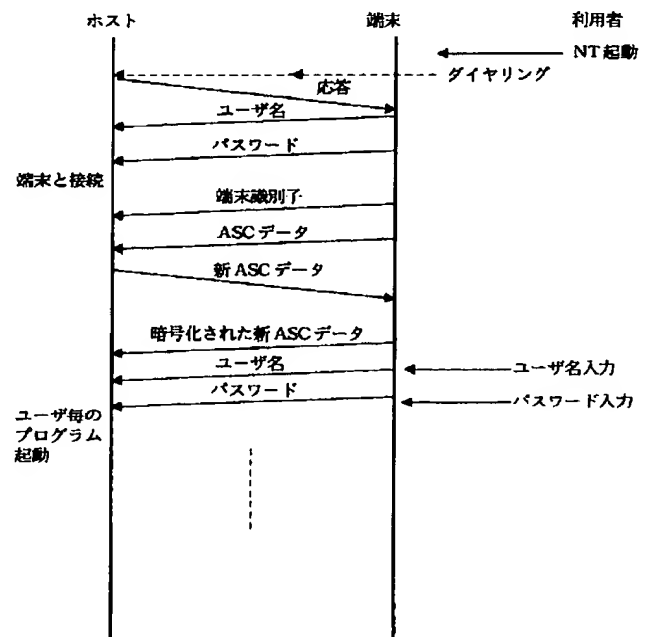 ホスト
端末
利用者
NT起動
ダイヤリング
応答
ユーザ名
パスワード
端末と接続
端末識別子
ASCデータ
新ASCデータ
暗号化された新ASCデータ
ユーザ名
ユーザ名入力
パスワード
パスワード入力
ユーザ毎の
プログラム
起動